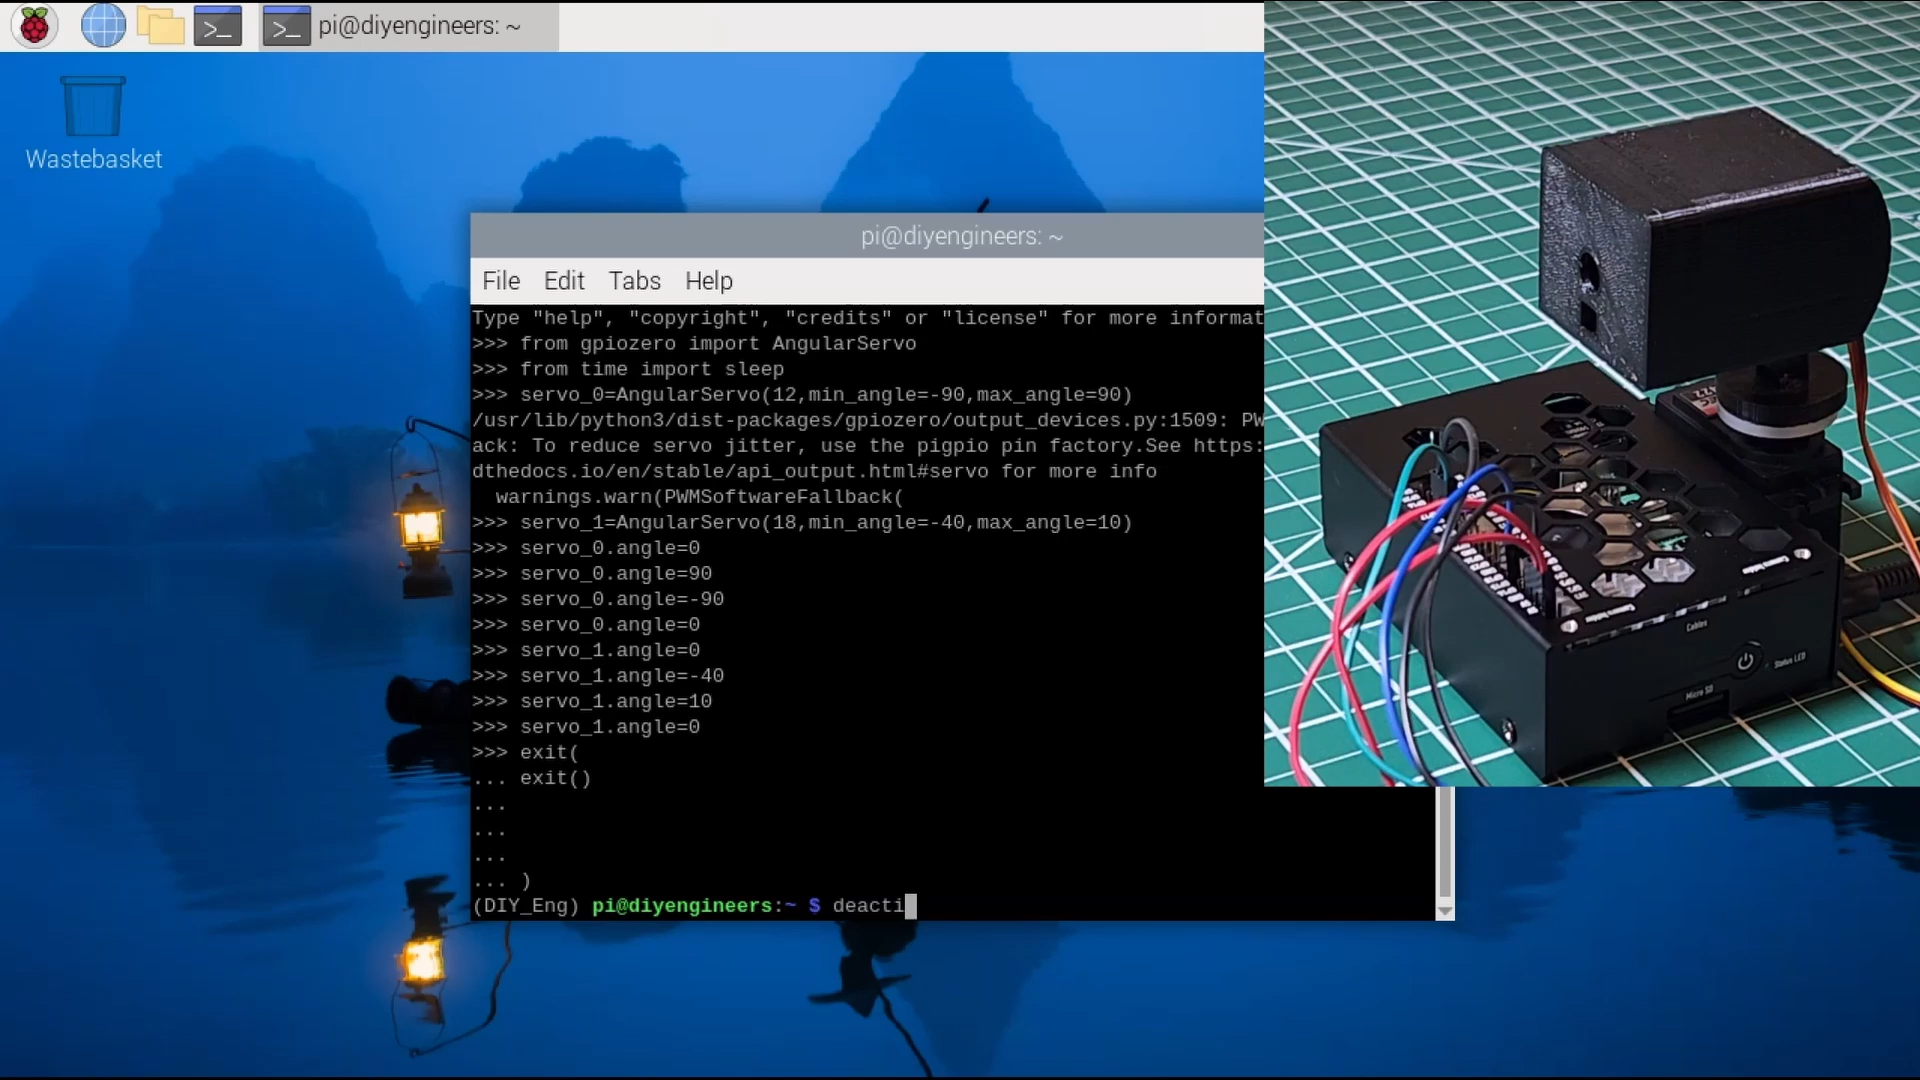 pi@diyengineers: ~
Wastebasket
pi@diyengineers: ~
File Edit Tabs Help
Type "help", "copyright", "credits" or "license" for more informat
>>> from gpiozero import AngularServo
>>> from time import sleep
>>> servo_0=AngularServo(12,min_angle=-90,max_angle=90)
/usr/lib/python3/dist-packages/gpiozero/output_devices.py:1509: PW
ack: To reduce servo jitter, use the pigpio pin factory.See https:
dthedocs.io/en/stable/api_output.html#servo for more info
warnings.warn(PWMSoftwareFallback(
>>> servo_1=AngularServo(18,min_angle=-40,max_angle=10)
>>> servo_0.angle=0
>>> servo_0.angle=90
>>> servo_0.angle=-90
>>> servo_0.angle=0
>>> servo_1.angle=0
>>> servo_1.angle=-40
>>> servo_1.angle=10
>>> servo_1.angle=0
>>> exit(
... exit()
...
...
...
... )
(DIY_Eng) pi@diyengineers:~ $ deacti
Cables
Status LED
Micro SD